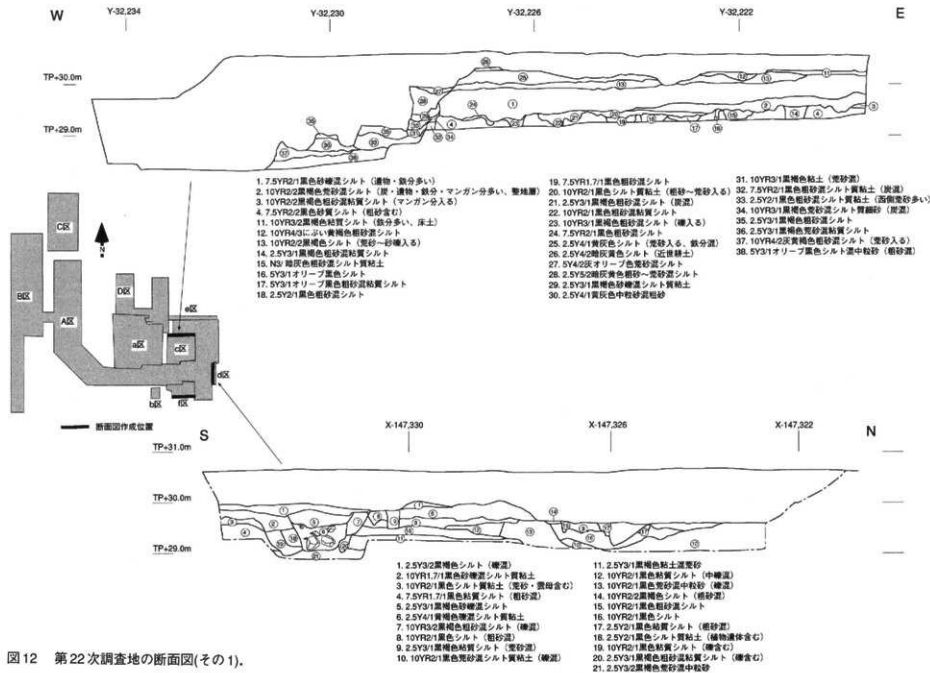 W
Y-32,234
Y-32,230
Y-32,226
Y-32,222
E
TP+30.0m
TP+29.0m
1. 7.5YR2/1黒色砂礫混シルト（遺物・鉄分多い）
2. 10YR2/2黒褐色荒砂混シルト（炭・遺物・鉄分・マンガン分多い、整地層）
3. 10YR2/2黒褐色粗砂混粘質シルト（マンガン分入る）
4. 7.5YR2/2黒色砂質シルト（粗砂含む）
11. 10YR3/2黒褐色粘質シルト（鉄分多い、床土）
12. 10YR4/3にぶい黄褐色粗砂混シルト
13. 10YR2/2黒褐色シルト（荒砂〜砂礫入る）
14. 2.5Y3/1黒褐色粗砂混粘質シルト
15. N3/ 暗灰色粗砂混シルト質粘土
16. 5Y3/1オリーブ黒色シルト
17. 5Y3/1オリーブ黒色粗砂混粘質シルト
18. 2.5Y2/1黒色粗砂混シルト
19. 7.5YR1.7/1黒色粗砂混シルト
20. 10YR2/1黒色シルト質粘土（粗砂〜荒砂入る）
21. 2.5Y3/1黒褐色粗砂混シルト（炭混）
22. 10YR2/1黒色粗砂混粘質シルト
23. 10YR3/1黒褐色粗砂混シルト（礫入る）
24. 7.5YR2/1黒色粗砂混シルト
25. 2.5Y4/1黄灰色シルト（荒砂入る、鉄分混）
26. 2.5Y4/2暗灰黄色シルト（近世耕土）
27. 5Y4/2灰オリーブ色荒砂混シルト
28. 2.5Y5/2暗灰黄色粗砂〜荒砂混シルト
29. 2.5Y3/1黒褐色砂礫混シルト質粘土
30. 2.5Y4/1黄灰色中粒砂混粗砂
31. 10YR3/1黒褐色粘土（荒砂混）
32. 7.5YR2/1黒色粗砂混シルト質粘土（炭混）
33. 2.5Y2/1黒色粗砂混シルト質粘土（西側荒砂多い）
34. 10YR3/1黒褐色荒砂混シルト質細砂（炭混）
35. 2.5Y3/1黒褐色粗砂混シルト
36. 2.5Y3/1黒褐色荒砂混粘質シルト
37. 10YR4/2灰黄褐色粗砂混シルト（荒砂入る）
38. 5Y3/1オリーブ黒色シルト混中粒砂（粗砂混）
C区
N
B区
A区
D区
e区
a区
c区
d区
b区
f区
断面図作成位置
S
X-147,330
X-147,326
X-147,322
N
TP+31.0m
TP+30.0m
TP+29.0m
1. 2.5Y3/2黒褐色シルト（礫混）
2. 10YR1.7/1黒色砂礫混シルト質粘土
3. 10YR2/1黒色シルト質粘土（荒砂・雲母含む）
4. 7.5YR1.7/1黒色粘質シルト（粗砂混）
5. 2.5Y3/1黒褐色砂礫混シルト
6. 2.5Y4/1黄褐色礫混シルト質粘土
7. 10YR3/2黒褐色粗砂混シルト（礫混）
8. 10YR2/1黒色シルト（粗砂混）
9. 2.5Y3/1黒褐色粘質シルト（荒砂混）
10. 10YR2/1黒色荒砂混シルト質粘土（礫混）
11. 2.5Y3/1黒褐色粘土混荒砂
12. 10YR2/1黒色粘質シルト（中礫混）
13. 10YR2/1黒色荒砂混中粒砂（礫混）
14. 10YR2/2黒褐色シルト（粗砂混）
15. 10YR2/1黒色粗砂混シルト
16. 10YR2/1黒色シルト
17. 2.5Y2/1黒色粘質シルト（粗砂混）
18. 2.5Y2/1黒色シルト質粘土（植物遺体含む）
19. 10YR2/1黒色粘質シルト（礫含む）
20. 2.5Y3/1黒褐色粗砂混粘質シルト（礫含む）
21. 2.5Y3/2黒褐色荒砂混中粒砂
図12 第22次調査地の断面図(その1).